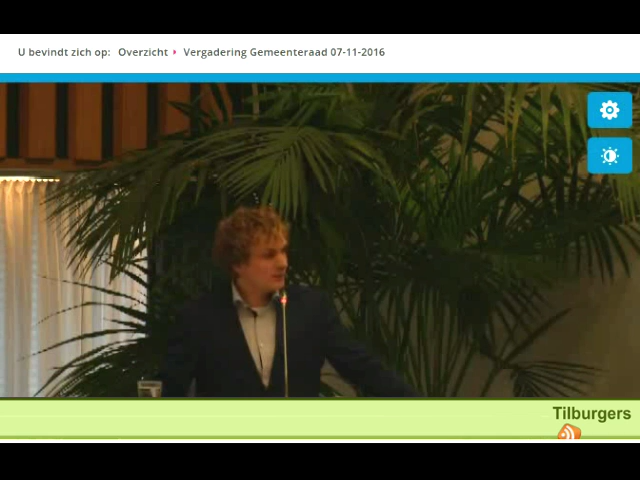 U bevindt zich op: Overzicht Vergadering Gemeenteraad 07-11-2016
Tilburgers